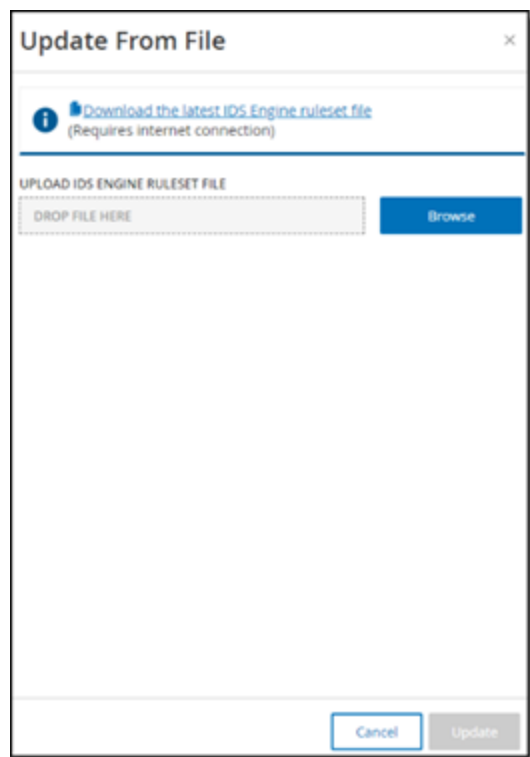 Update From File
×
Download the latest IDS Engine ruleset file
(Requires internet connection)
UPLOAD IDS ENGINE RULESET FILE
DROP FILE HERE
Browse
Cancel
Update